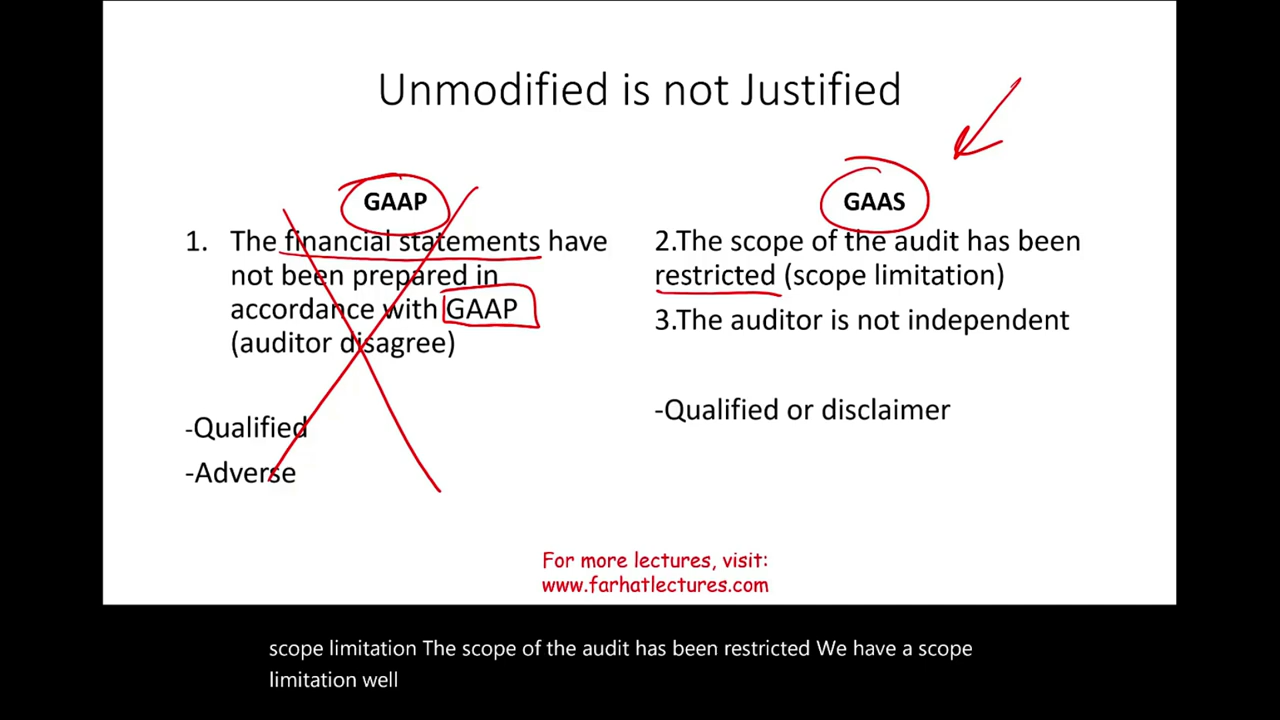 Unmodified is not Justified
GAAP
1. The financial statements have
not been prepared in
accordance with GAAP
(auditor disagree)
-Qualified
-Adverse
GAAS
2.The scope of the audit has been
restricted (scope limitation)
3.The auditor is not independent
-Qualified or disclaimer
For more lectures, visit:
www.farhatlectures.com
scope limitation The scope of the audit has been restricted We have a scope
limitation well